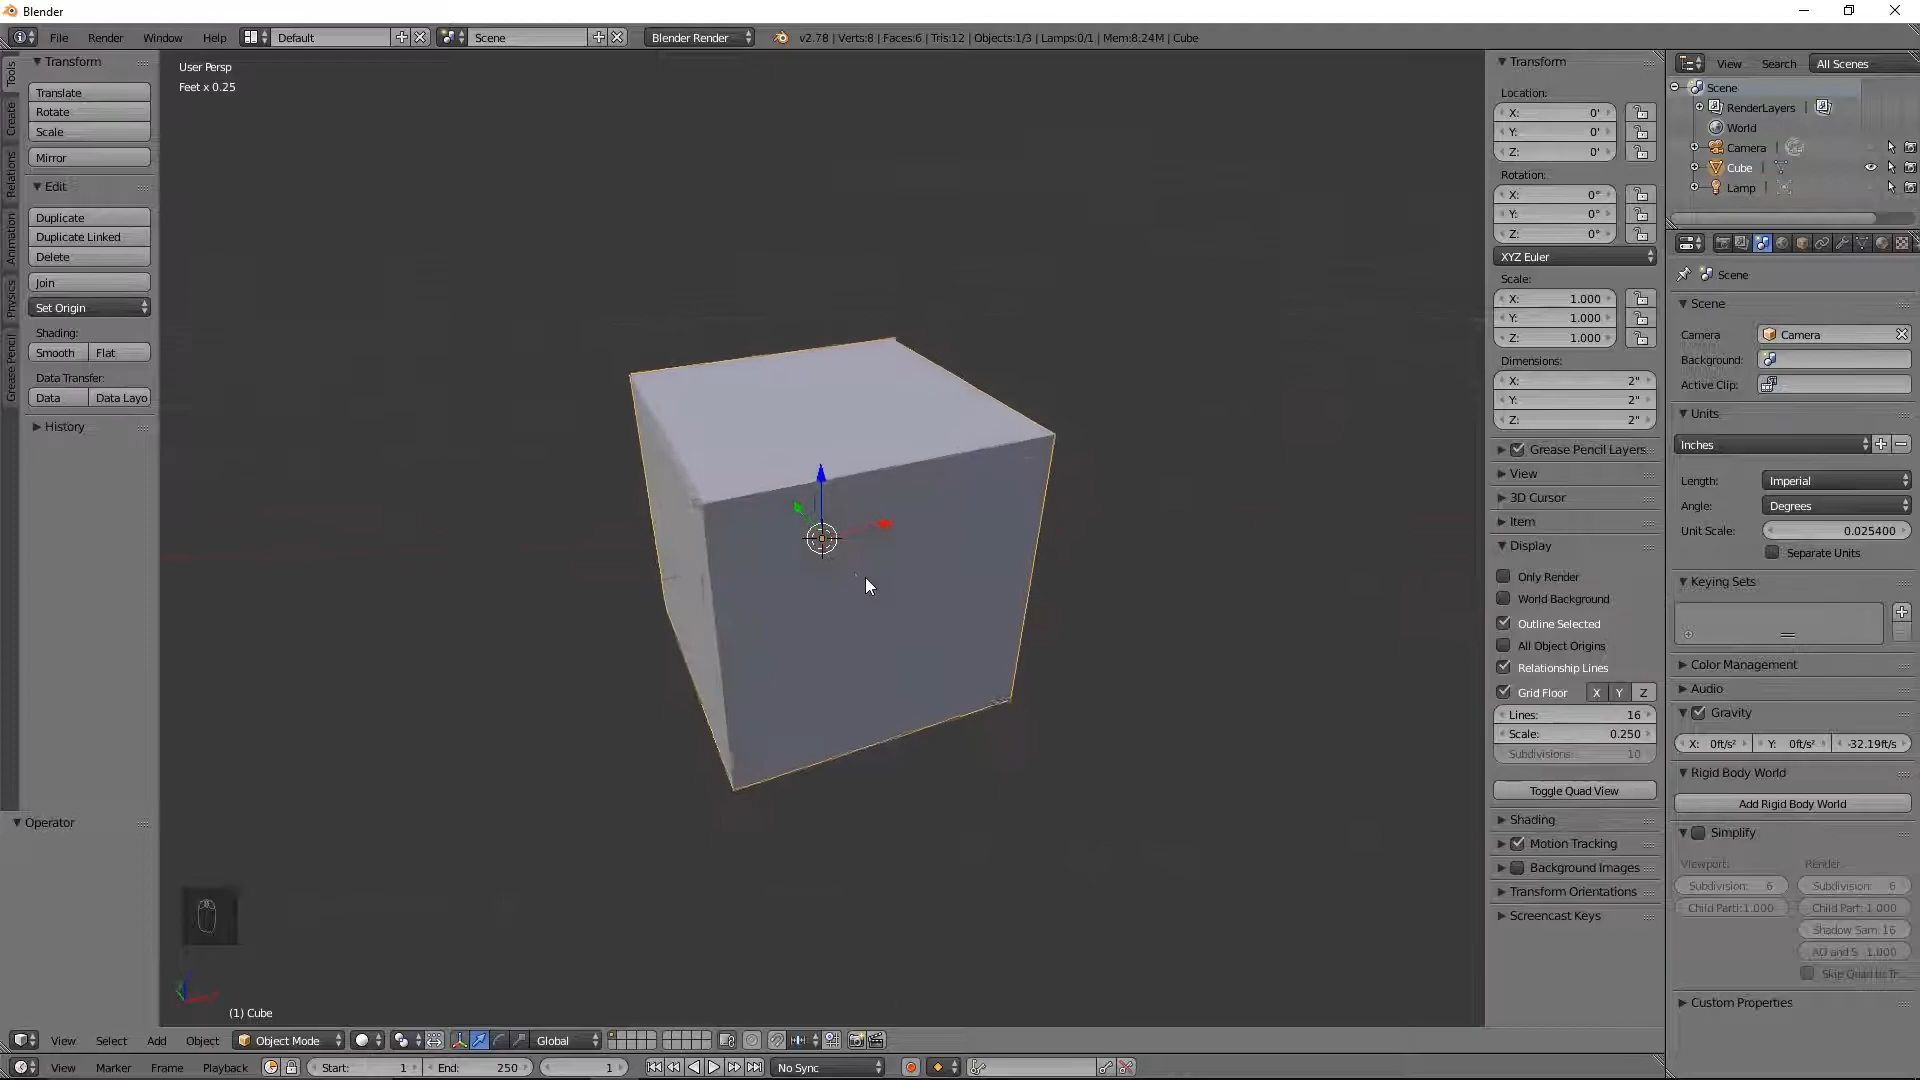 Blender
File Render Window Help Default Scene Blender Render v2.78 | Verts:8 | Faces:6 | Tris:12 | Objects:1/3 | Lamps:0/1 | Mem:8.24M | Cube
Tools
Create
Relations
Animation
Physics
Grease Pencil
Transform
Translate
Rotate
Scale
Mirror
Edit
Duplicate
Duplicate Linked
Delete
Join
Set Origin
Shading:
Smooth Flat
Data Transfer:
Data Data Layo
History
Operator
User Persp
Feet x 0.25
(1) Cube
Transform
Location:
X: 0'
Y: 0'
Z: 0'
Rotation:
X: 0°
Y: 0°
Z: 0°
XYZ Euler
Scale:
X: 1.000
Y: 1.000
Z: 1.000
Dimensions:
X: 2"
Y: 2"
Z: 2"
Grease Pencil Layers
View
3D Cursor
Item
Display
Only Render
World Background
Outline Selected
All Object Origins
Relationship Lines
Grid Floor X Y Z
Lines: 16
Scale: 0.250
Subdivisions: 10
Toggle Quad View
Shading
Motion Tracking
Background Images
Transform Orientations
Screencast Keys
View Search All Scenes
Scene
RenderLayers
World
Camera
Cube
Lamp
Scene
Scene
Camera Camera
Background:
Active Clip:
Units
Inches
Length: Imperial
Angle: Degrees
Unit Scale: 0.025400
Separate Units
Keying Sets
Color Management
Audio
Gravity
X: 0ft/s² Y: 0ft/s² -32.19ft/s
Rigid Body World
Add Rigid Body World
Simplify
Viewport: Render:
Subdivision: 6 Subdivision: 6
Child Parti:1.000 Child Part: 1.000
Shadow Sam: 16
AO and S 1.000
Custom Properties
View Select Add Object Object Mode Global
View Marker Frame Playback Start: 1 End: 250 1 No Sync